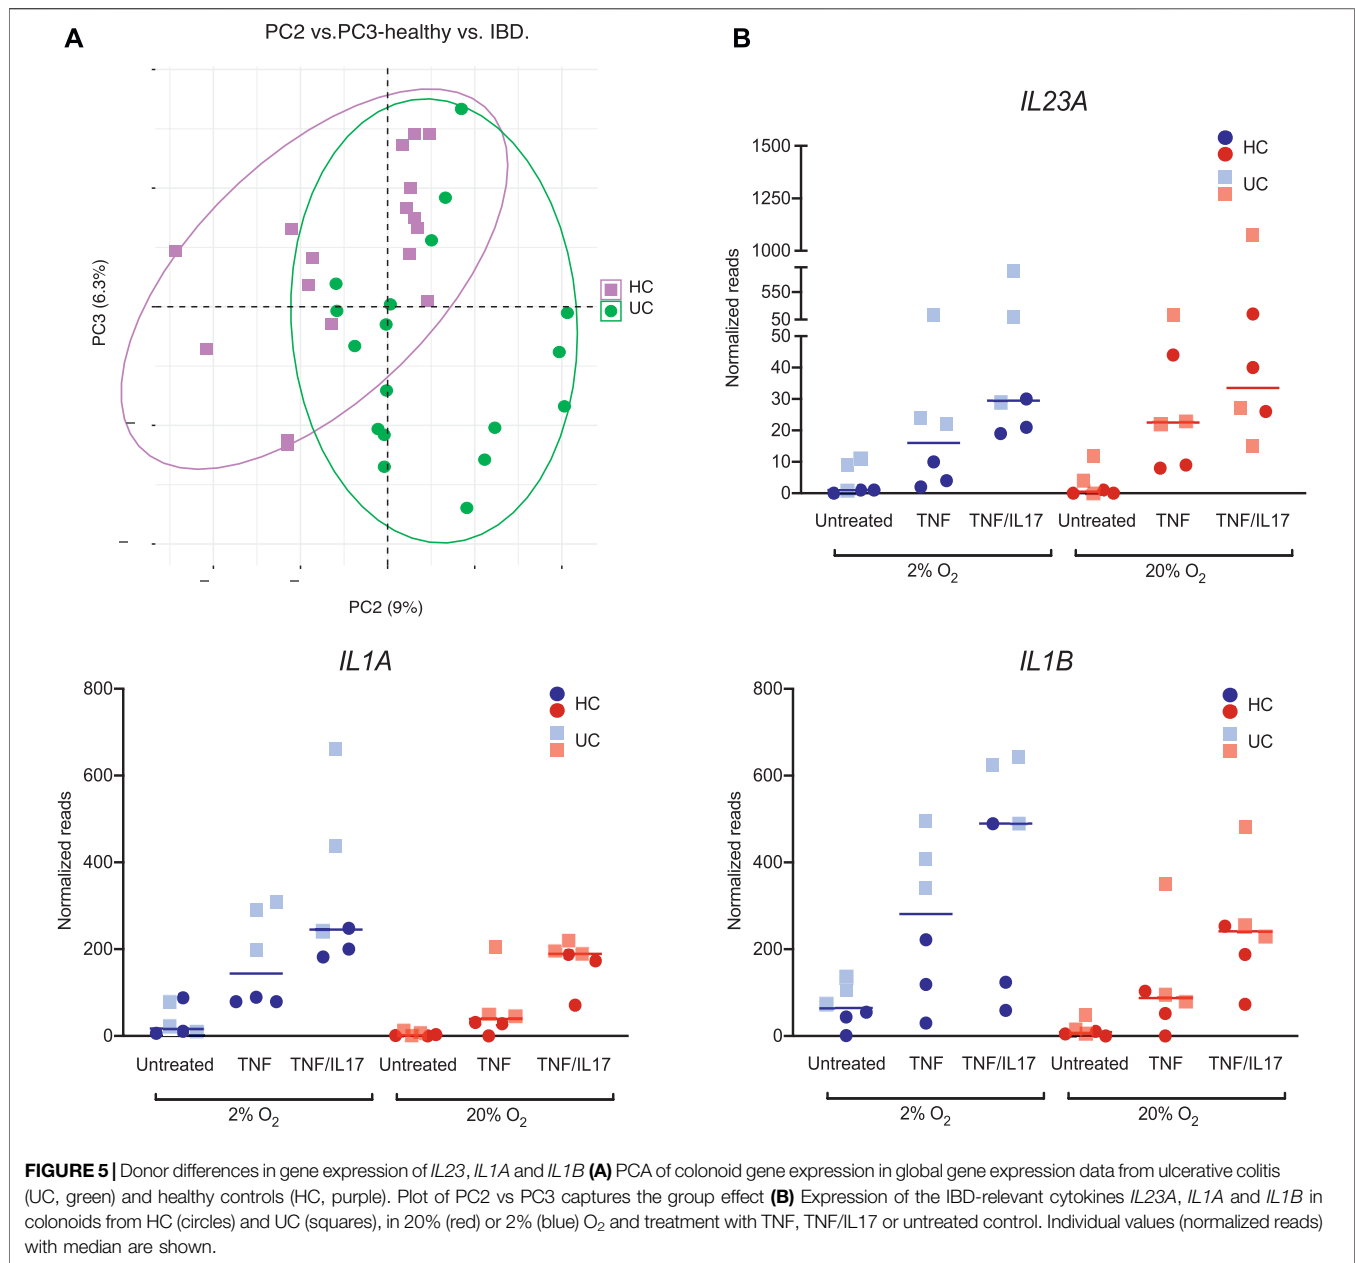 A
PC2 vs.PC3-healthy vs. IBD.
PC3 (6.3%)
PC2 (9%)
HC
UC
B
IL23A
Normalized reads
1500
1250
1000
550
50
50
40
30
20
10
0
HC
UC
Untreated TNF TNF/IL17 Untreated TNF TNF/IL17
2% O2 20% O2
IL1A
Normalized reads
800
600
400
200
0
HC
UC
Untreated TNF TNF/IL17 Untreated TNF TNF/IL17
2% O2 20% O2
IL1B
Normalized reads
800
600
400
200
0
HC
UC
Untreated TNF TNF/IL17 Untreated TNF TNF/IL17
2% O2 20% O2
FIGURE 5 | Donor differences in gene expression of IL23, IL1A and IL1B (A) PCA of colonoid gene expression in global gene expression data from ulcerative colitis
(UC, green) and healthy controls (HC, purple). Plot of PC2 vs PC3 captures the group effect (B) Expression of the IBD-relevant cytokines IL23A, IL1A and IL1B in
colonoids from HC (circles) and UC (squares), in 20% (red) or 2% (blue) O2 and treatment with TNF, TNF/IL17 or untreated control. Individual values (normalized reads)
with median are shown.